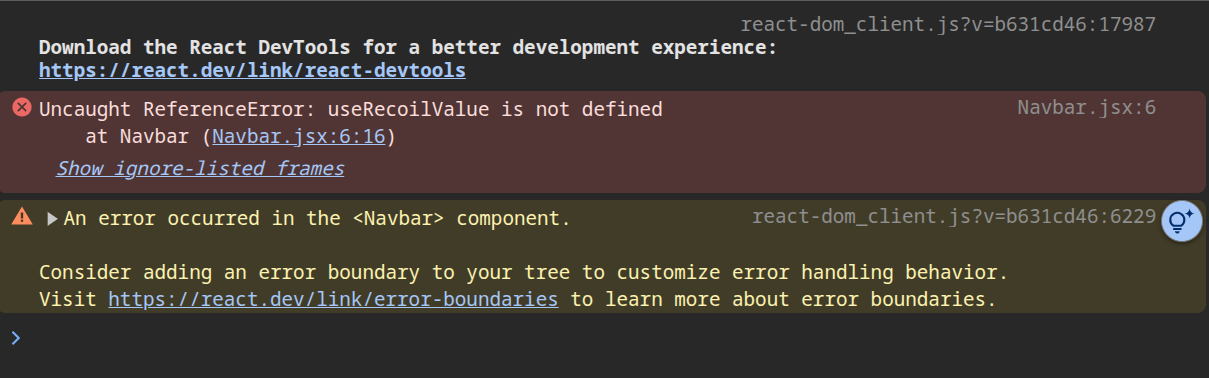 react-dom_client.js?v=b631cd46:17987
Download the React DevTools for a better development experience:
https://react.dev/link/react-devtools
Uncaught ReferenceError: useRecoilValue is not defined Navbar.jsx:6
at Navbar (Navbar.jsx:6:16)
Show ignore-listed frames
An error occurred in the <Navbar> component. react-dom_client.js?v=b631cd46:6229
Consider adding an error boundary to your tree to customize error handling behavior.
Visit https://react.dev/link/error-boundaries to learn more about error boundaries.